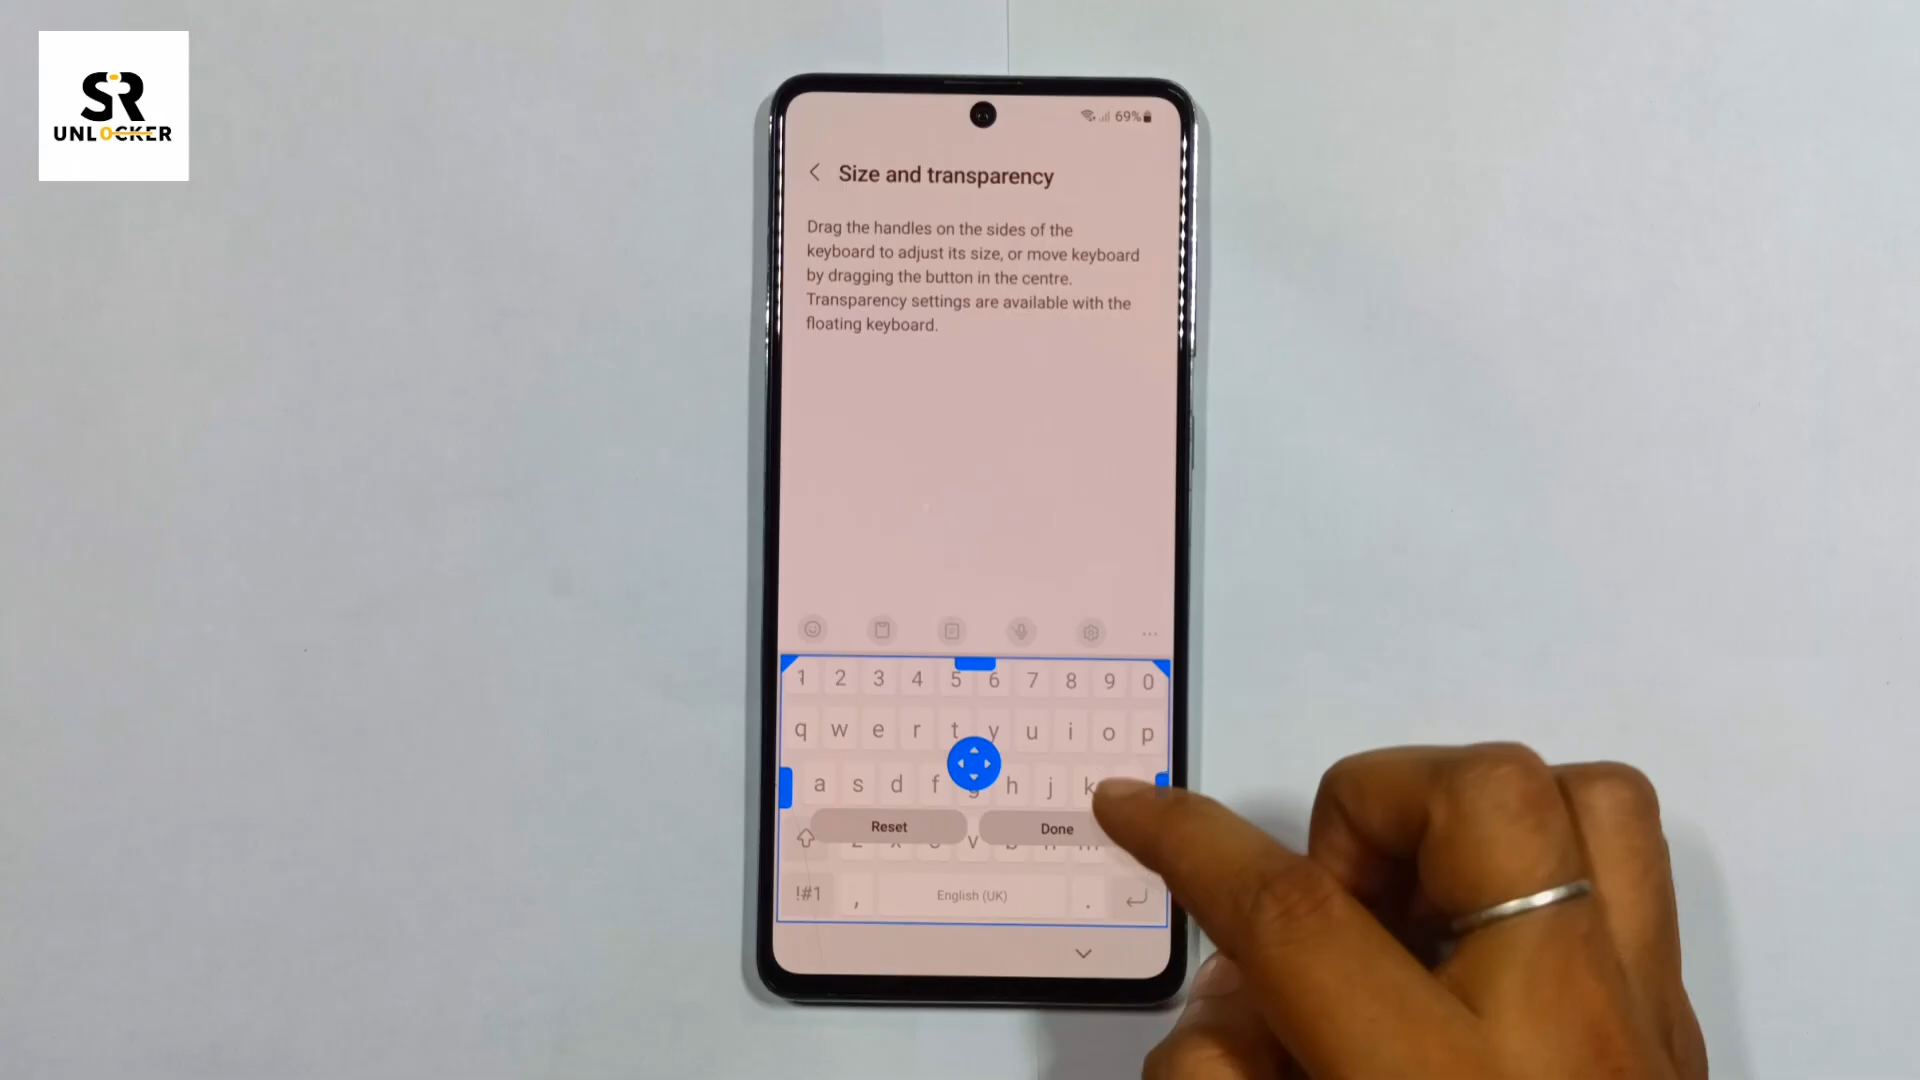 SR
UNLOCKER
69%
Size and transparency
Drag the handles on the sides of the
keyboard to adjust its size, or move keyboard
by dragging the button in the centre.
Transparency settings are available with the
floating keyboard.
1 2 3 4 5 6 7 8 9 0
q w e r t y u i o p
a s d f g h j k
Reset Done
v
!#1 , English (UK) .